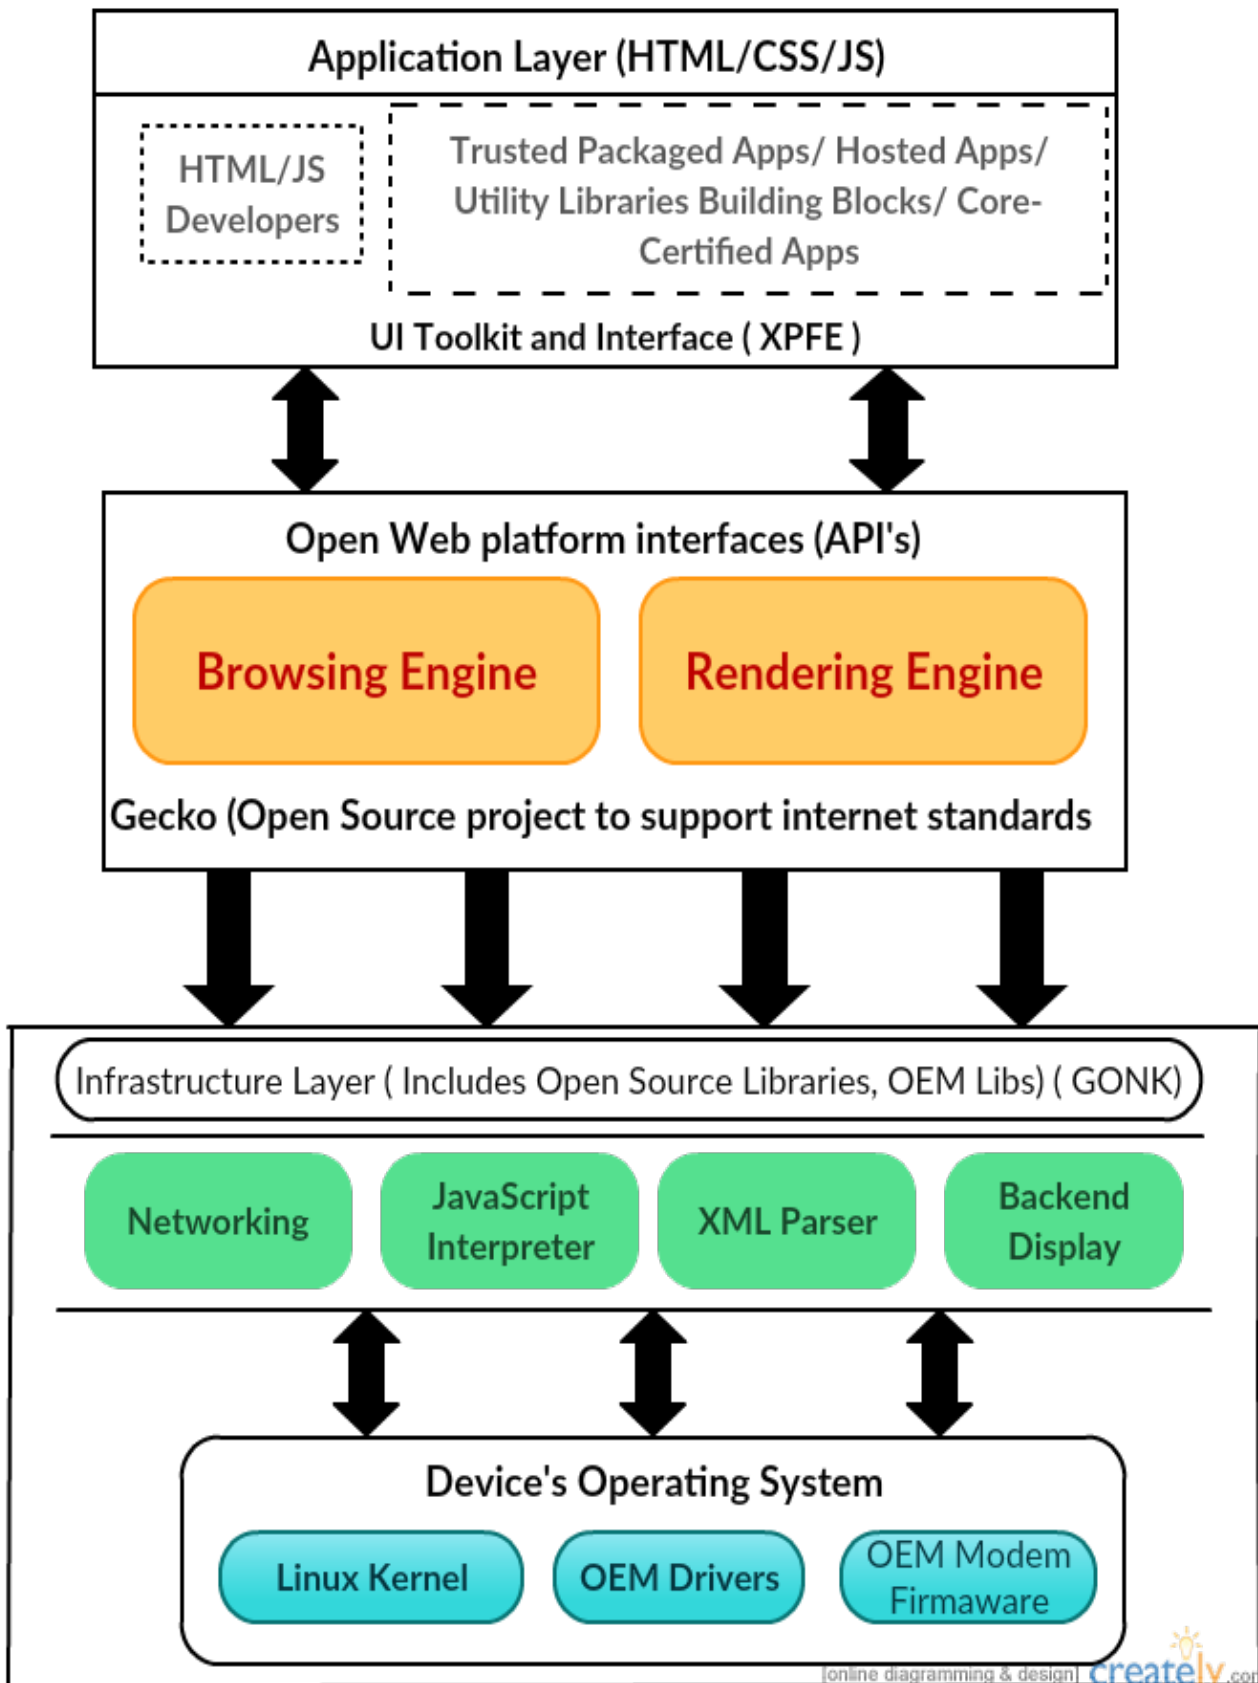 Application Layer (HTML/CSS/JS)
HTML/JS
Developers
Trusted Packaged Apps/ Hosted Apps/
Utility Libraries Building Blocks/ Core-
Certified Apps
UI Toolkit and Interface ( XPFE )
Open Web platform interfaces (API's)
Browsing Engine
Rendering Engine
Gecko (Open Source project to support internet standards
Infrastructure Layer ( Includes Open Source Libraries, OEM Libs) ( GONK)
Networking
JavaScript
Interpreter
XML Parser
Backend
Display
Device's Operating System
Linux Kernel
OEM Drivers
OEM Modem
Firmaware
[online diagramming & design] creately.com